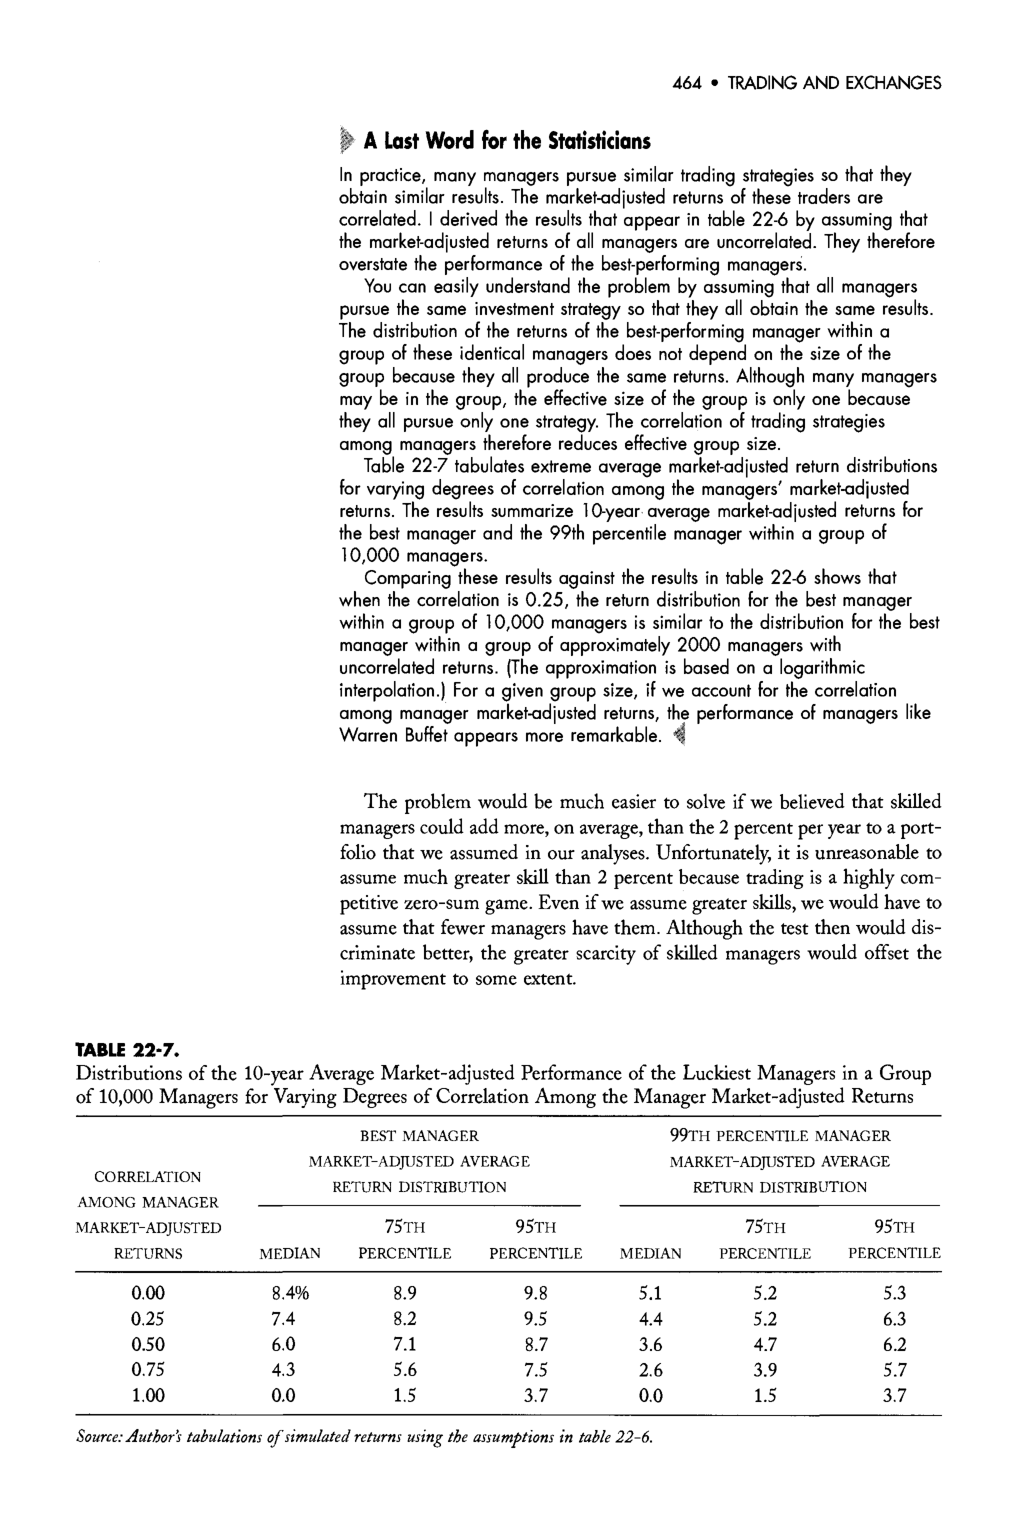 464 • TRADING AND EXCHANGES
A Last Word for the Statisticians
In practice, many managers pursue similar trading strategies so that they
obtain similar results. The market-adjusted returns of these traders are
correlated. I derived the results that appear in table 22-6 by assuming that
the market-adjusted returns of all managers are uncorrelated. They therefore
overstate the performance of the best-performing managers.
You can easily understand the problem by assuming that all managers
pursue the same investment strategy so that they all obtain the same results.
The distribution of the returns of the best-performing manager within a
group of these identical managers does not depend on the size of the
group because they all produce the same returns. Although many managers
may be in the group, the effective size of the group is only one because
they all pursue only one strategy. The correlation of trading strategies
among managers therefore reduces effective group size.
Table 22-7 tabulates extreme average market-adjusted return distributions
for varying degrees of correlation among the managers' market-adjusted
returns. The results summarize 10-year average market-adjusted returns for
the best manager and the 99th percentile manager within a group of
10,000 managers.
Comparing these results against the results in table 22-6 shows that
when the correlation is 0.25, the return distribution for the best manager
within a group of 10,000 managers is similar to the distribution for the best
manager within a group of approximately 2000 managers with
uncorrelated returns. (The approximation is based on a logarithmic
interpolation.) For a given group size, if we account for the correlation
among manager market-adjusted returns, the performance of managers like
Warren Buffet appears more remarkable.
The problem would be much easier to solve if we believed that skilled
managers could add more, on average, than the 2 percent per year to a port-
folio that we assumed in our analyses. Unfortunately, it is unreasonable to
assume much greater skill than 2 percent because trading is a highly com-
petitive zero-sum game. Even if we assume greater skills, we would have to
assume that fewer managers have them. Although the test then would dis-
criminate better, the greater scarcity of skilled managers would offset the
improvement to some extent.
TABLE 22-7.
Distributions of the 10-year Average Market-adjusted Performance of the Luckiest Managers in a Group
of 10,000 Managers for Varying Degrees of Correlation Among the Manager Market-adjusted Returns
BEST MANAGER 99TH PERCENTILE MANAGER
MARKET-ADJUSTED AVERAGE MARKET-ADJUSTED AVERAGE
CORRELATION RETURN DISTRIBUTION RETURN DISTRIBUTION
AMONG MANAGER
MARKET-ADJUSTED 75TH 95TH 75TH 95TH
RETURNS MEDIAN PERCENTILE PERCENTILE MEDIAN PERCENTILE PERCENTILE
0.00 8.4% 8.9 9.8 5.1 5.2 5.3
0.25 7.4 8.2 9.5 4.4 5.2 6.3
0.50 6.0 7.1 8.7 3.6 4.7 6.2
0.75 4.3 5.6 7.5 2.6 3.9 5.7
1.00 0.0 1.5 3.7 0.0 1.5 3.7
Source: Author's tabulations of simulated returns using the assumptions in table 22-6.